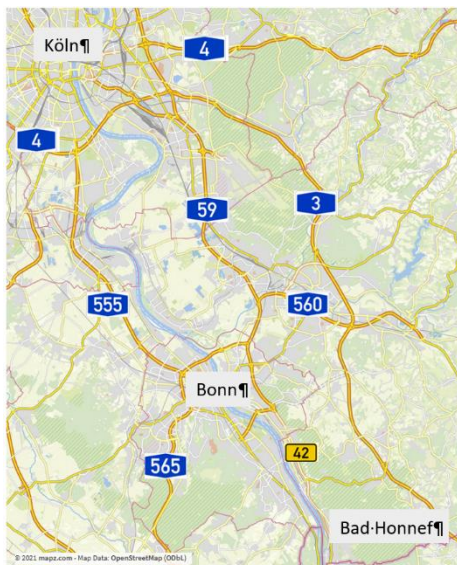 Köln¶
4
4
3
59
555
560
Bonn¶
42
565
Bad·Honnef¶
© 2021 mapz.com - Map Data: OpenStreetMap (ODbL)